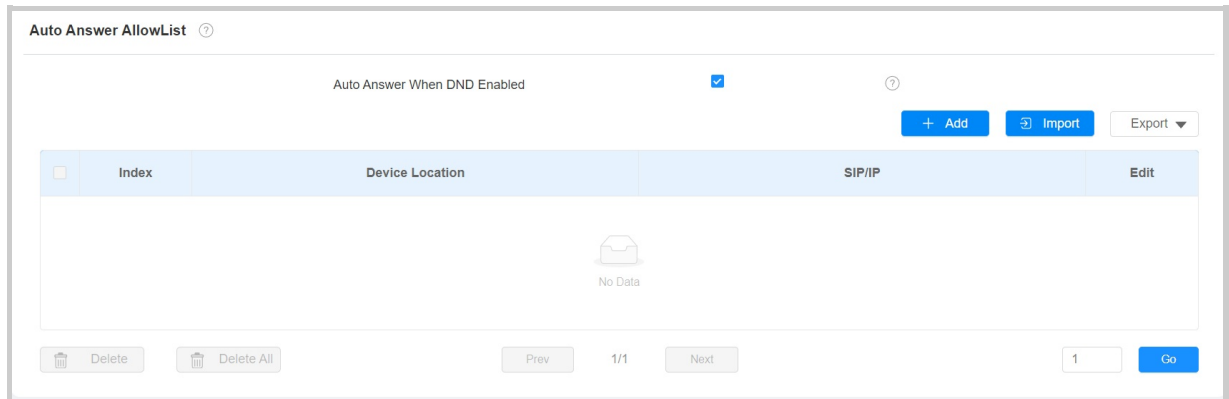 Auto Answer AllowList ?
Auto Answer When DND Enabled ?
+ Add Import Export
Index Device Location SIP/IP Edit
No Data
Delete Delete All Prev 1/1 Next 1 Go